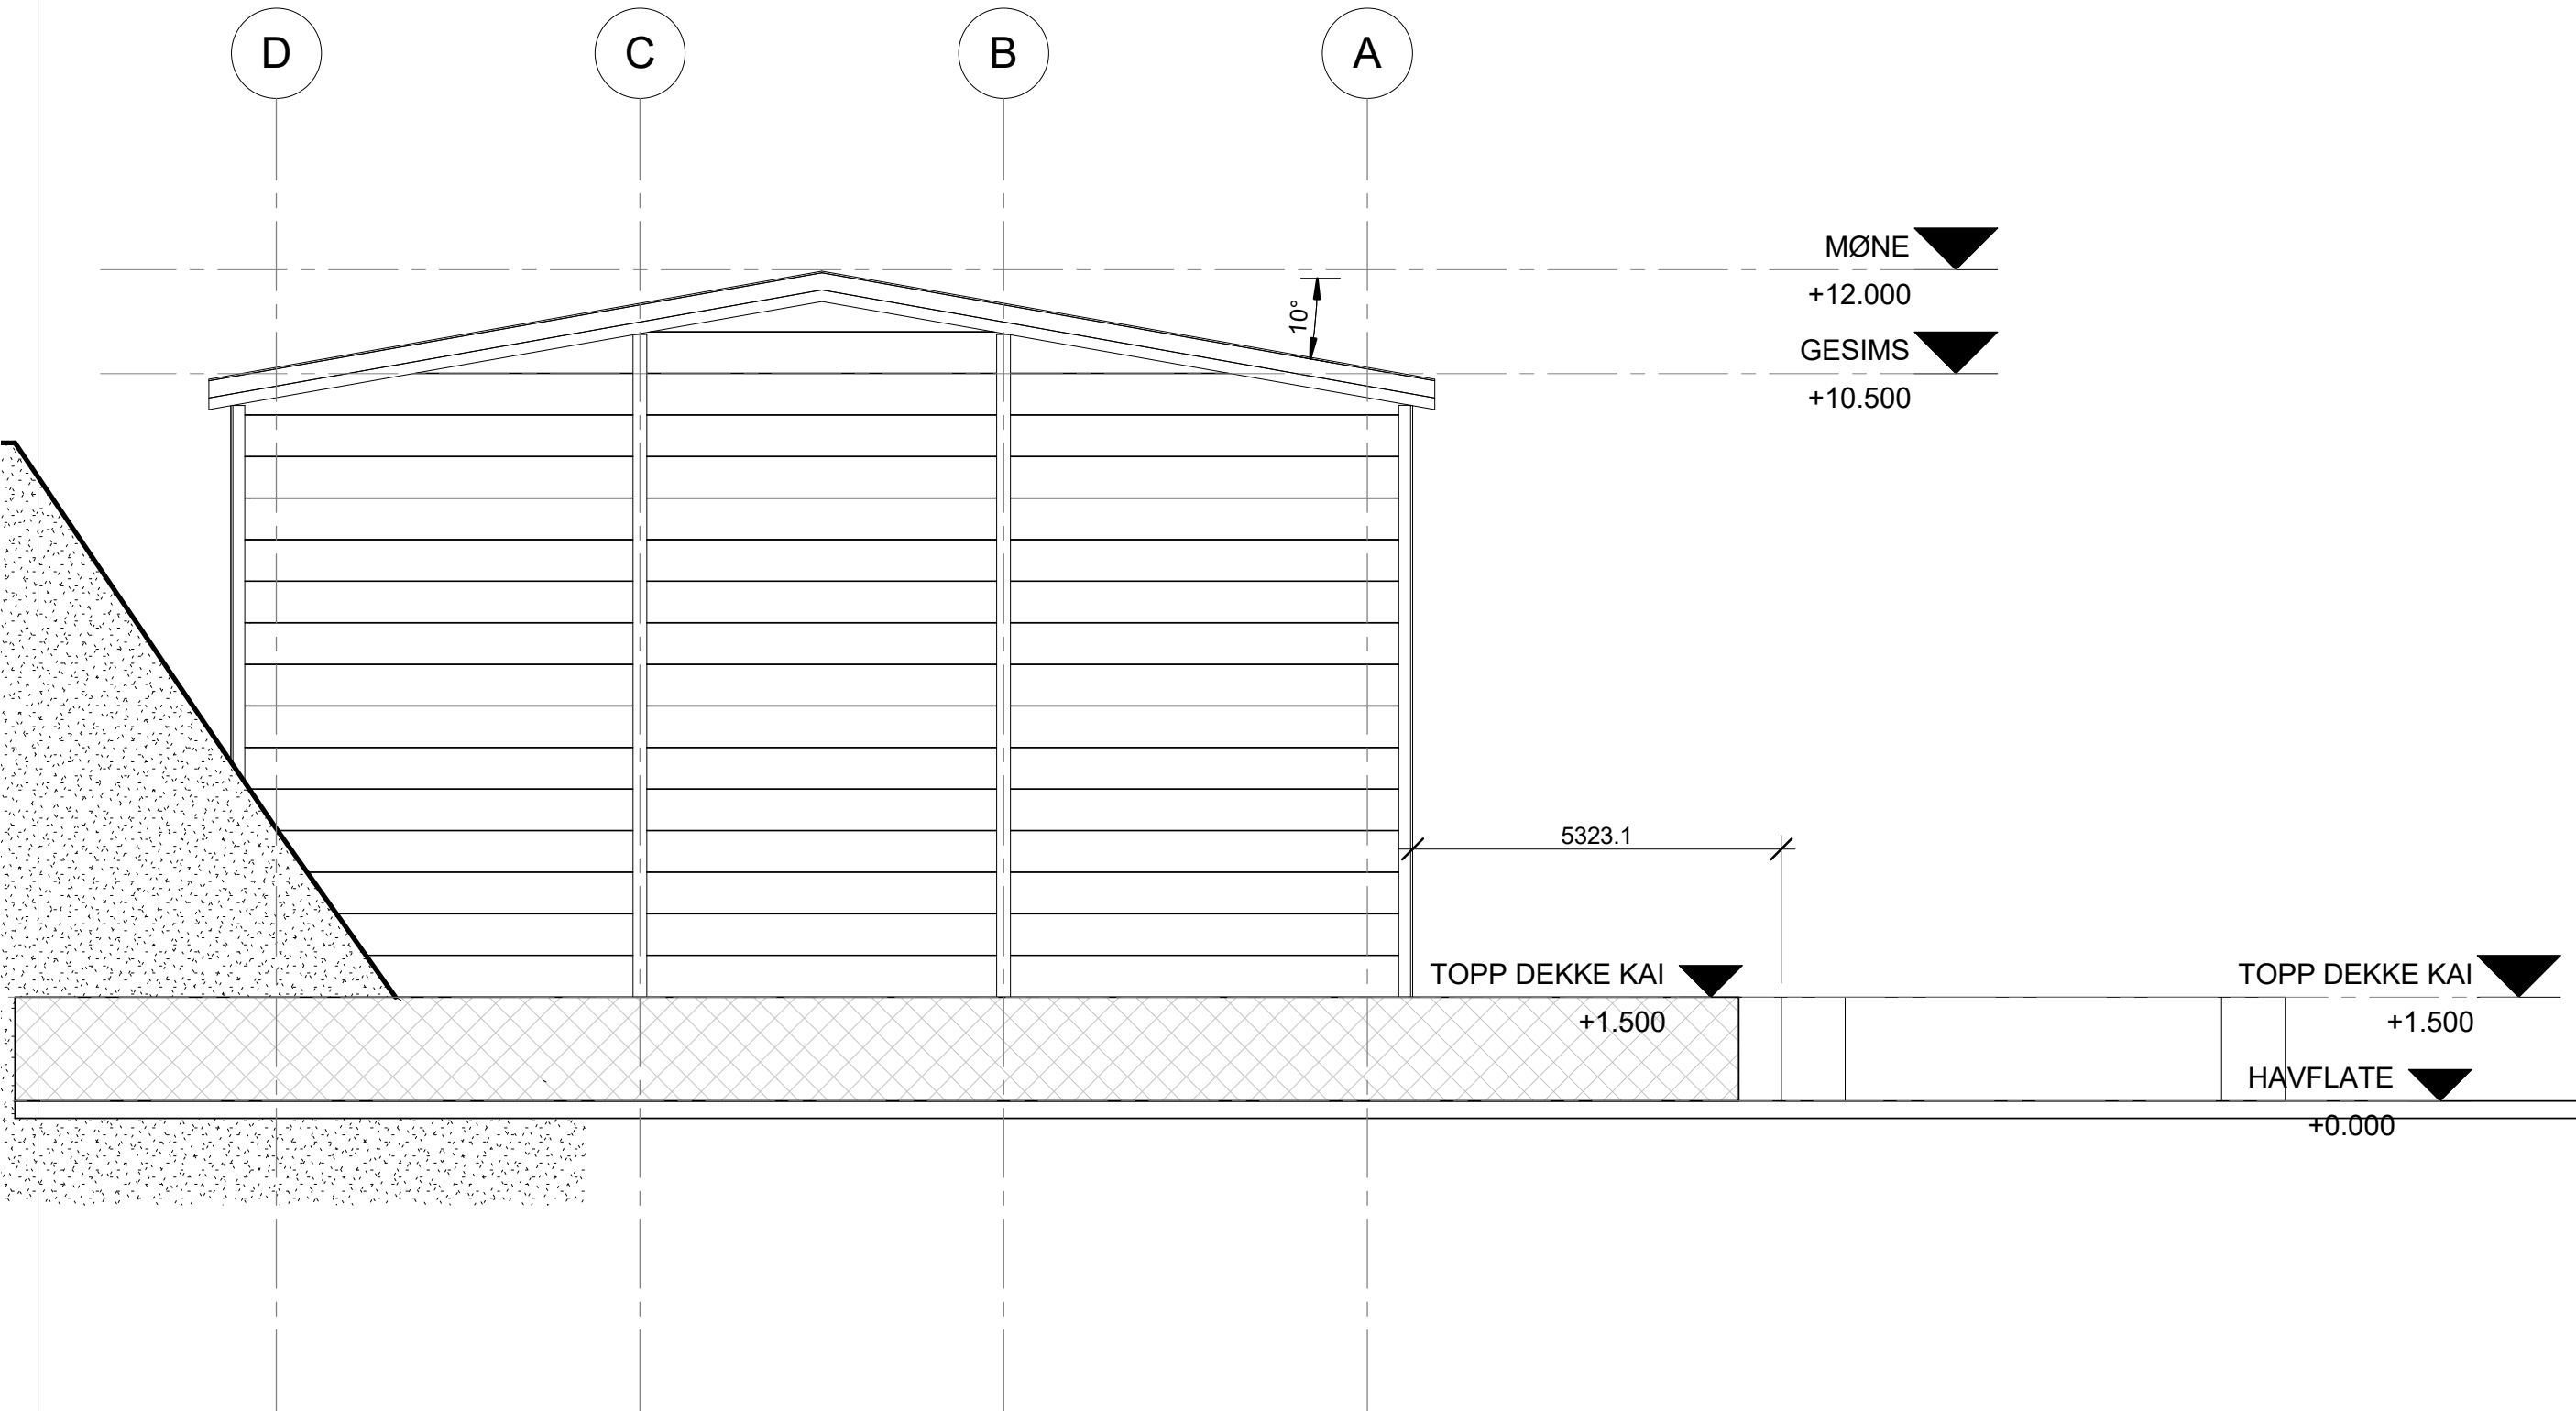 D
C
B
A
MØNE
+12.000
10°
GESIMS
+10.500
5323.1
TOPP DEKKE KAI
+1.500
TOPP DEKKE KAI
+1.500
HAVFLATE
+0.000